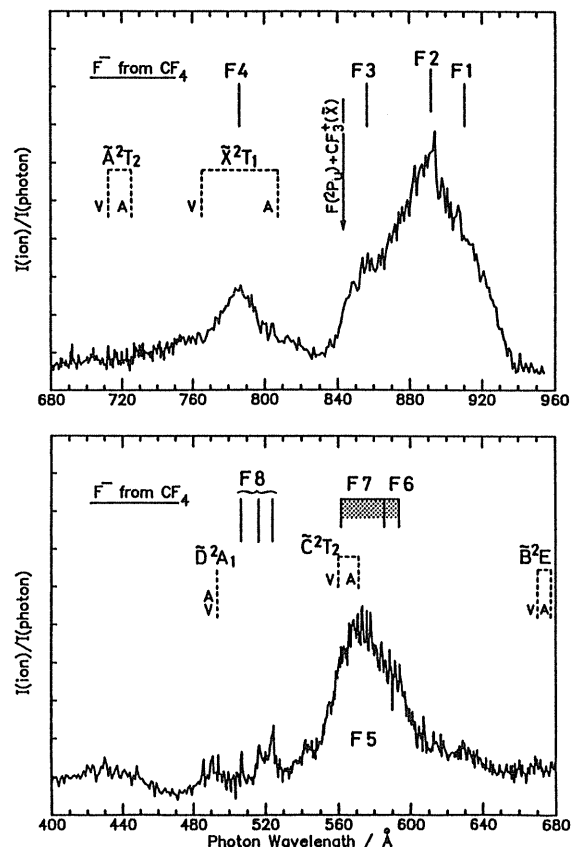 F⁻ from CF₄
F4
F3
F2
F1
F(²Pᵤ)+CF₃⁺(X̃)
Ã²T₂
X̃²T₁
V A
V A
I(ion)/I(photon)
680 720 760 800 840 880 920 960
F⁻ from CF₄
F8
F7 F6
D̃²A₁
C̃²T₂
B̃²E
A
V
V A
V A
F5
I(ion)/I(photon)
400 440 480 520 560 600 640 680
Photon Wavelength / Å